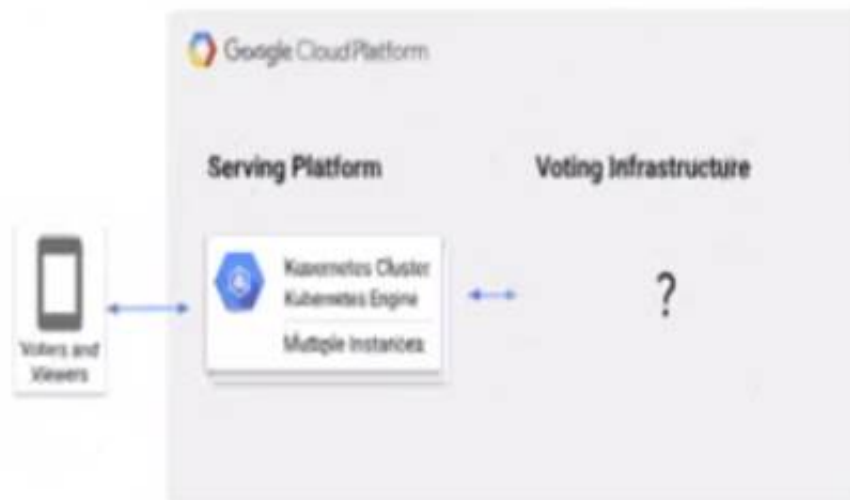 Google Cloud Platform
Serving Platform
Voting Infrastructure
Kubernetes Cluster
Kubernetes Engine
Multiple Instances
?
Voters and
Viewers